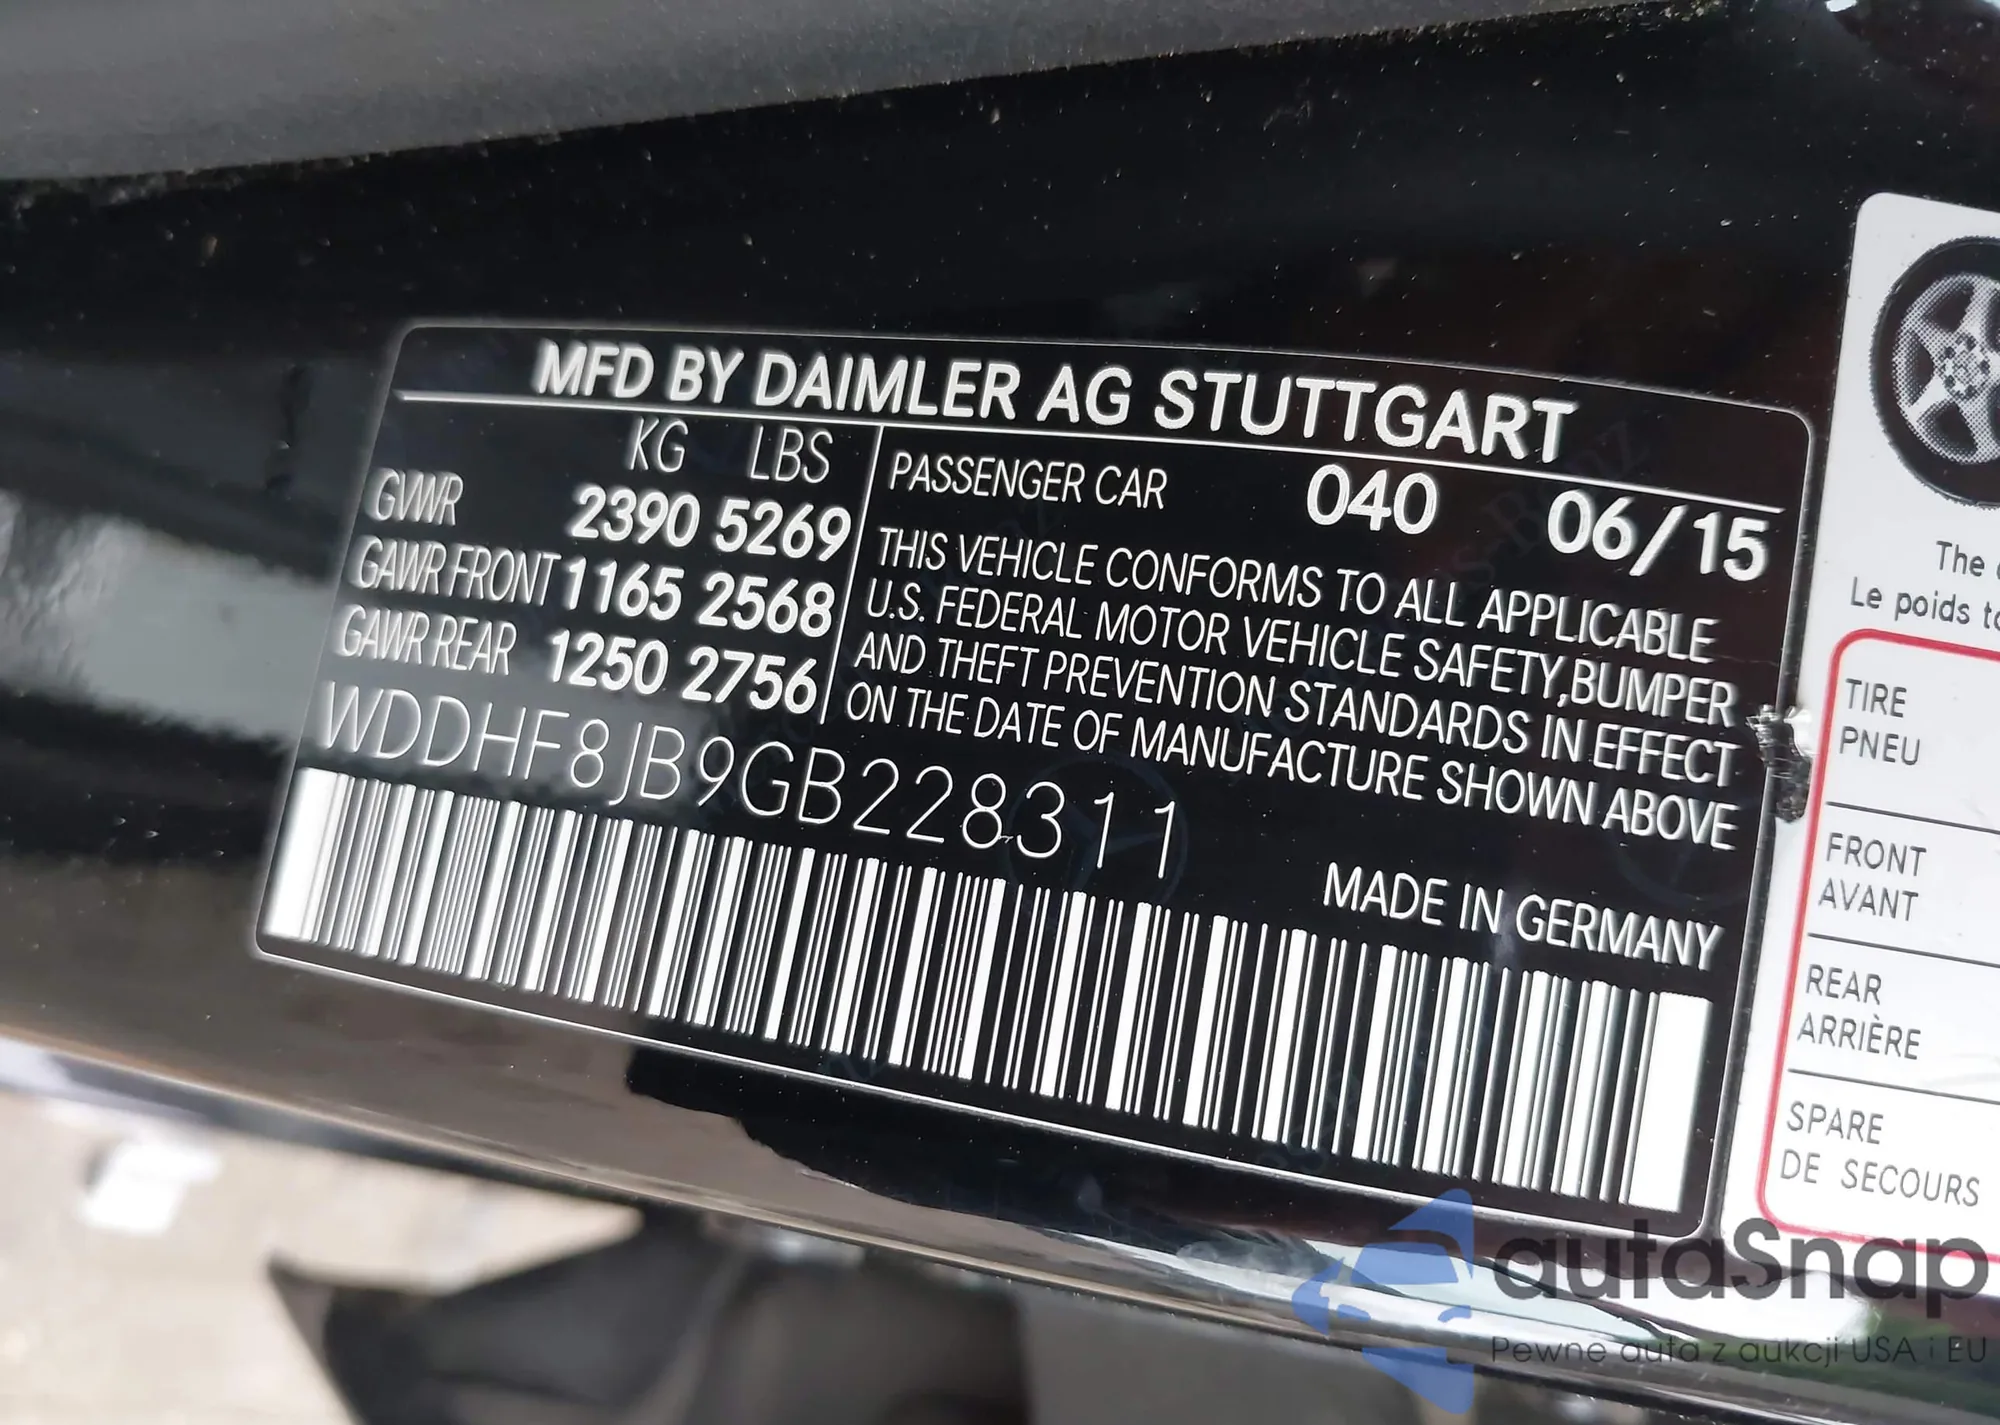 MFD BY DAIMLER AG STUTTGART
KG LBS
GVWR 2390 5269
GAWR FRONT 1165 2568
GAWR REAR 1250 2756
PASSENGER CAR 040 06/15
THIS VEHICLE CONFORMS TO ALL APPLICABLE
U.S. FEDERAL MOTOR VEHICLE SAFETY,BUMPER
AND THEFT PREVENTION STANDARDS IN EFFECT
ON THE DATE OF MANUFACTURE SHOWN ABOVE
WDDHF8JB9GB228311
MADE IN GERMANY
The
Le poids
TIRE
PNEU
FRONT
AVANT
REAR
ARRIÈRE
SPARE
DE SECOURS
autaSnap
Pewne auta z aukcji USA i EU